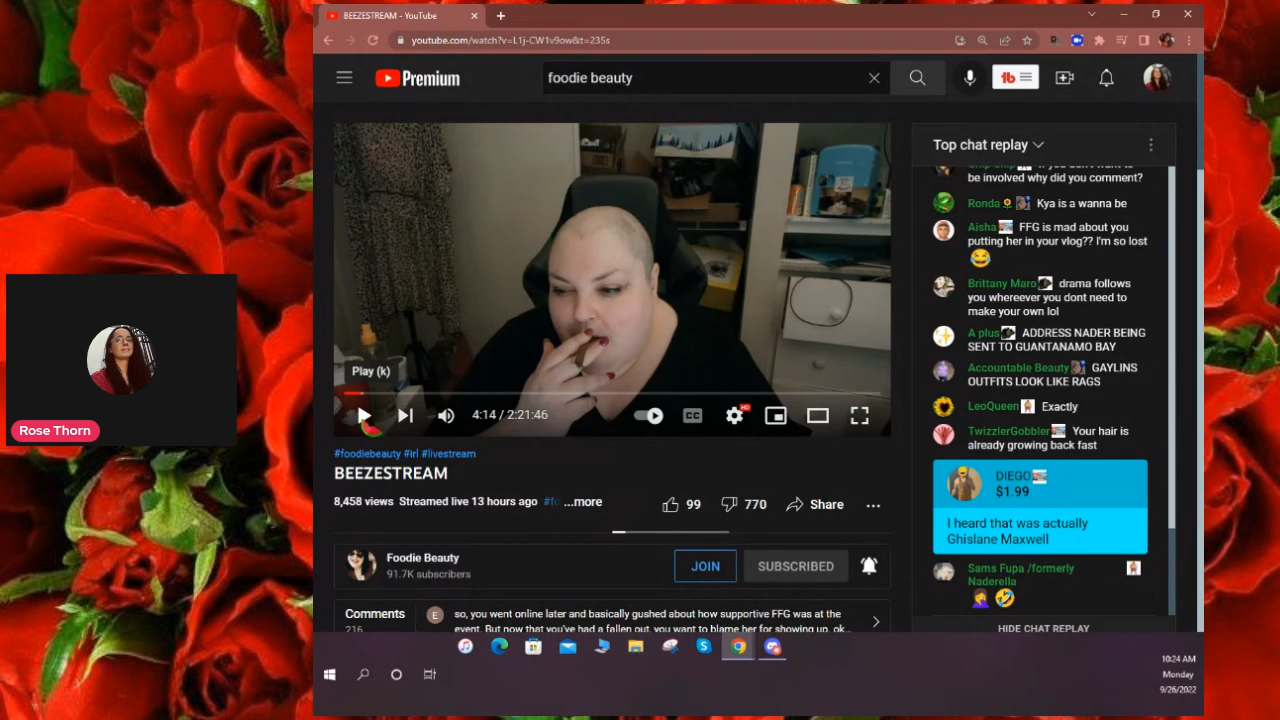 BEEZESTREAM - YouTube
youtube.com/watch?v=L1j-CW1v9ow&t=235s
Premium
foodie beauty
Top chat replay
be involved why did you comment?
Ronda Kya is a wanna be
Aisha FFG is mad about you
putting her in your vlog?? I'm so lost
Brittany Maro drama follows
you whereever you dont need to
make your own lol
A plus ADDRESS NADER BEING
SENT TO GUANTANAMO BAY
Accountable Beauty GAYLINS
OUTFITS LOOK LIKE RAGS
LeoQueen Exactly
TwizzlerGobbler Your hair is
already growing back fast
DIEGO
$1.99
I heard that was actually
Ghislane Maxwell
Sams Fupa /formerly
Naderella
HIDE CHAT REPLAY
Play (k)
4:14 / 2:21:46
CC
HD
#foodiebeauty #irl #livestream
BEEZESTREAM
8,458 views Streamed live 13 hours ago #fo ...more
99
770
Share
Foodie Beauty
91.7K subscribers
JOIN
SUBSCRIBED
Comments
216
E
so, you went online later and basically gushed about how supportive FFG was at the
event. But now that you've had a fallen out, you want to blame her for showing up, ok...
Rose Thorn
10:24 AM
Monday
9/26/2022